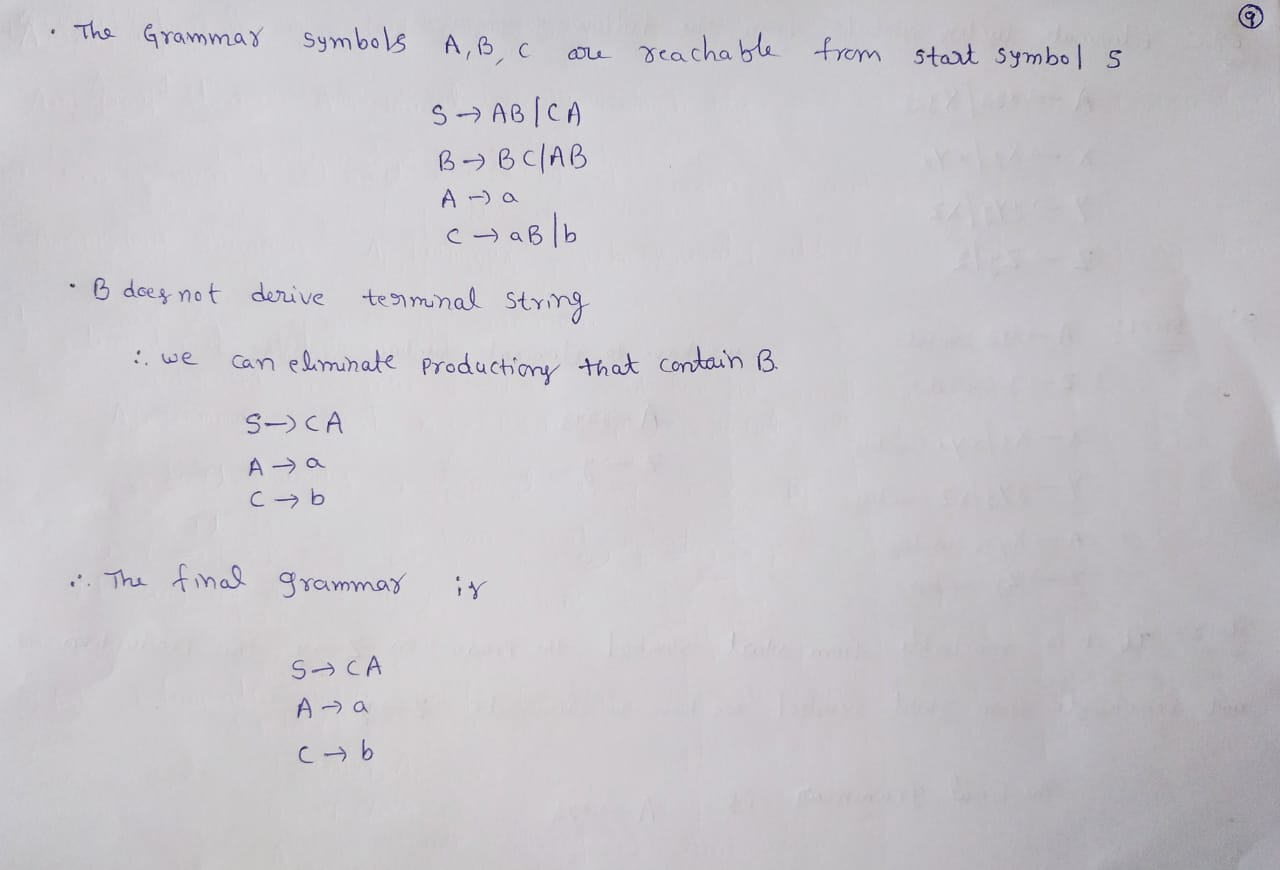 9
• The Grammar symbols A, B, C are reachable from start symbol S
S → AB | CA
B → BC | AB
A → a
C → aB | b
• B does not derive terminal string
∴ we can eliminate productions that contain B.
S → CA
A → a
C → b
∴ The final grammar is
S → CA
A → a
C → b